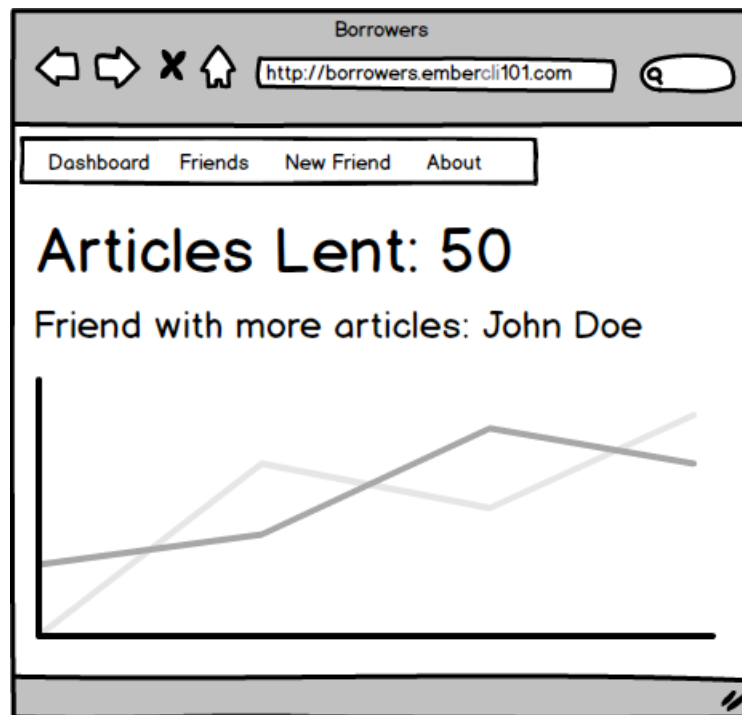 Borrowers
http://borrowers.embercli101.com
Dashboard Friends New Friend About
Articles Lent: 50
Friend with more articles: John Doe